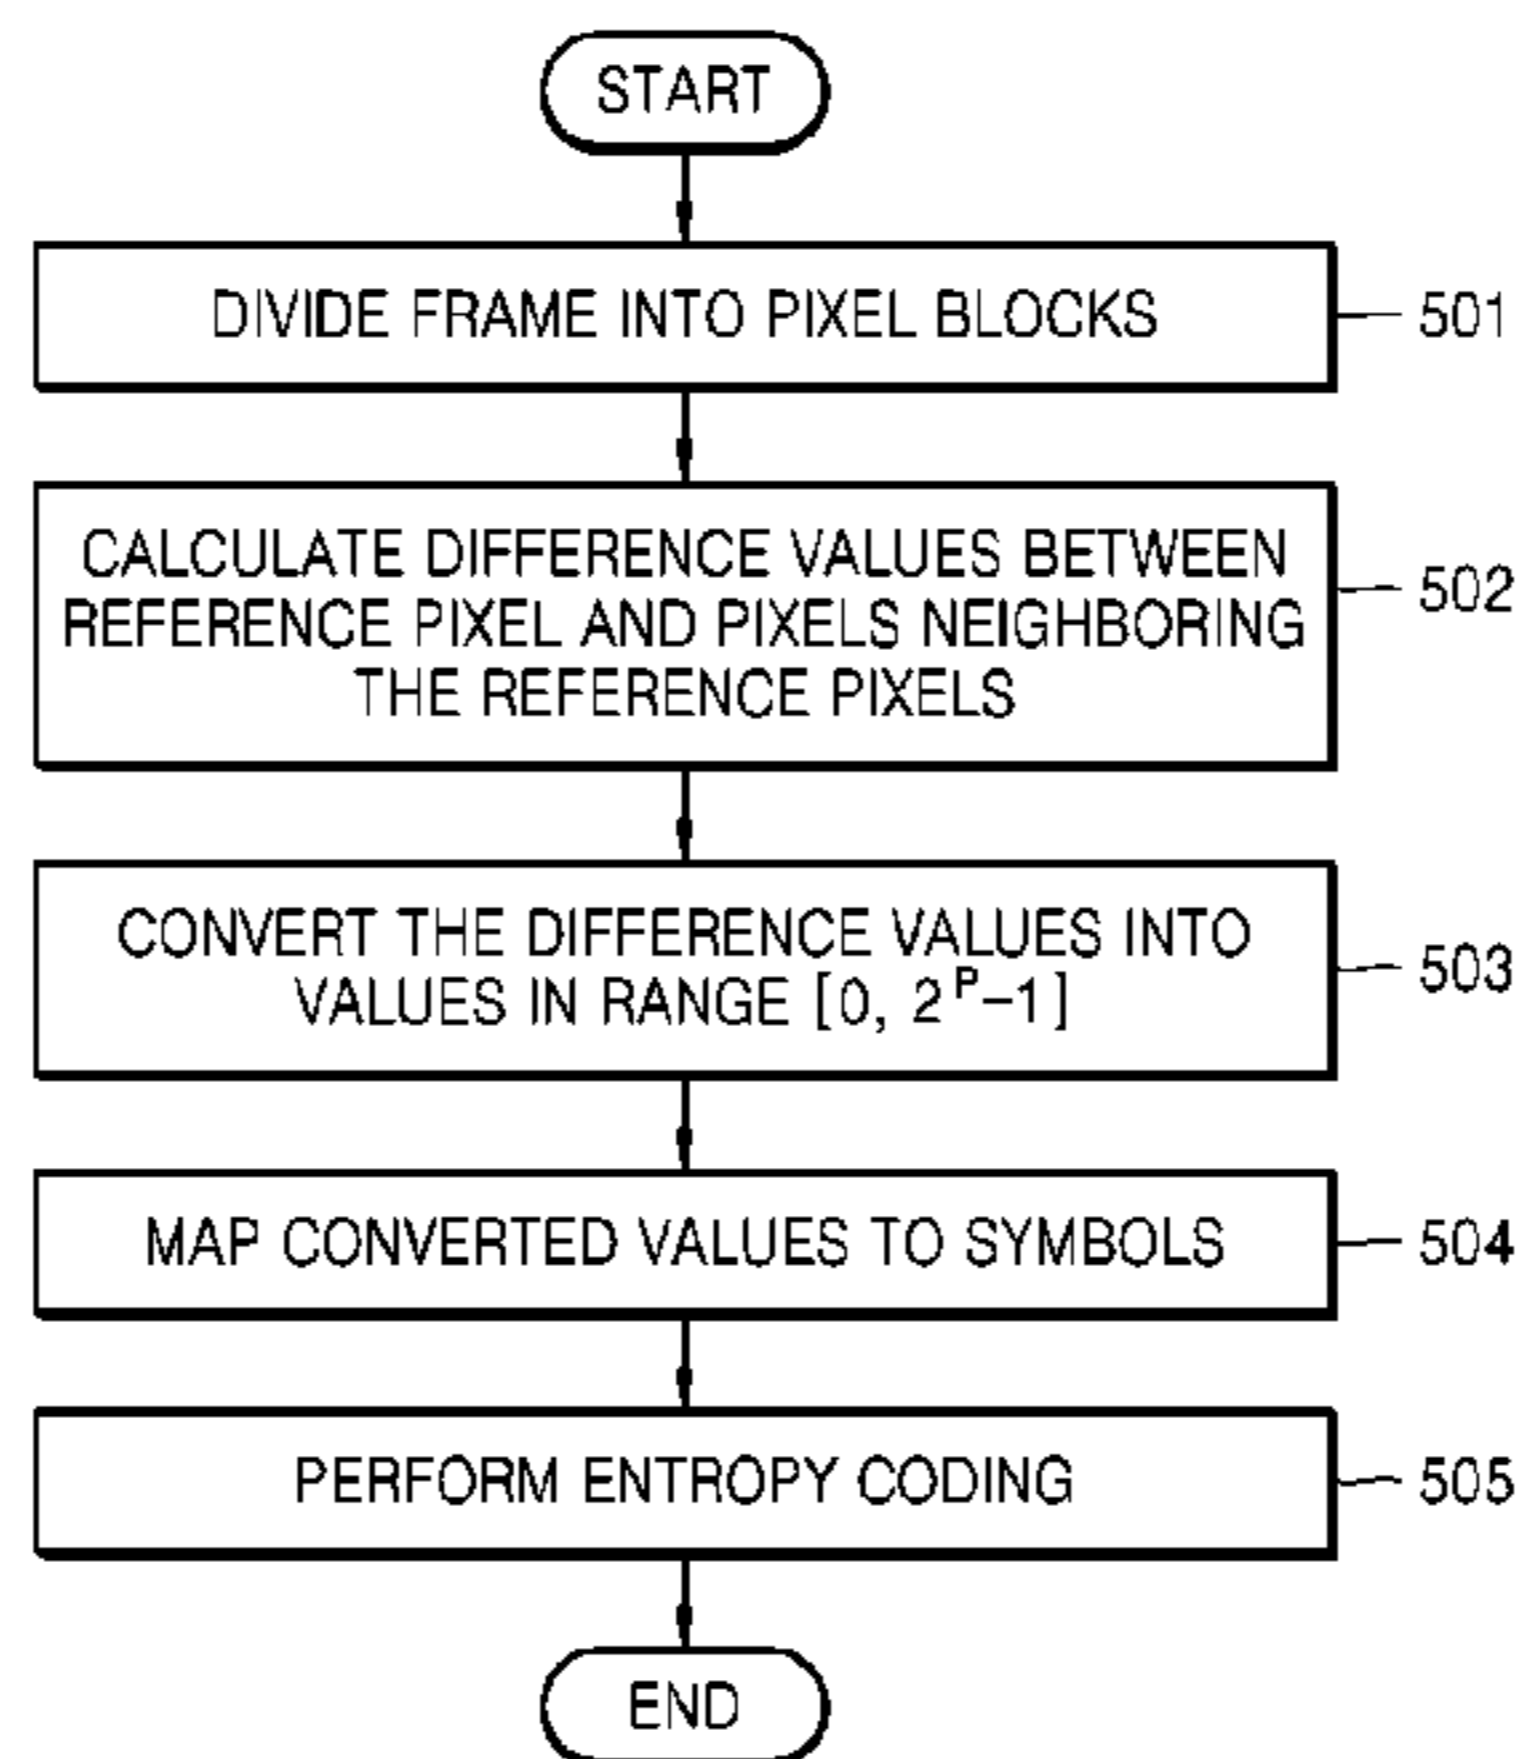 START
DIVIDE FRAME INTO PIXEL BLOCKS
501
CALCULATE DIFFERENCE VALUES BETWEEN
REFERENCE PIXEL AND PIXELS NEIGHBORING
THE REFERENCE PIXELS
502
CONVERT THE DIFFERENCE VALUES INTO
VALUES IN RANGE [0, 2^P-1]
503
MAP CONVERTED VALUES TO SYMBOLS
504
PERFORM ENTROPY CODING
505
END